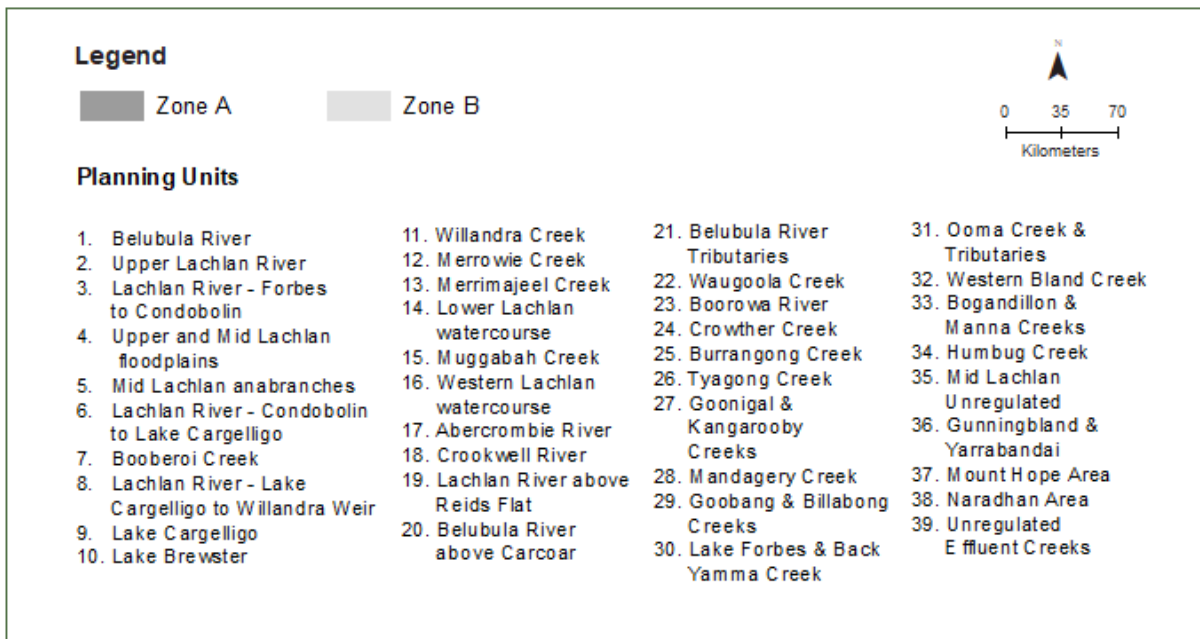 Legend
Zone A
Zone B
N
0 35 70
Kilometers
Planning Units
1. Belubula River
2. Upper Lachlan River
3. Lachlan River - Forbes
to Condobolin
4. Upper and Mid Lachlan
floodplains
5. Mid Lachlan anabranches
6. Lachlan River - Condobolin
to Lake Cargelligo
7. Booberoi Creek
8. Lachlan River - Lake
Cargelligo to Willandra Weir
9. Lake Cargelligo
10. Lake Brewster
11. Willandra Creek
12. Merrowie Creek
13. Merrimajeel Creek
14. Lower Lachlan
watercourse
15. Muggabah Creek
16. Western Lachlan
watercourse
17. Abercrombie River
18. Crookwell River
19. Lachlan River above
Reids Flat
20. Belubula River
above Carcoar
21. Belubula River
Tributaries
22. Waugoola Creek
23. Boorowa River
24. Crowther Creek
25. Burrangong Creek
26. Tyagong Creek
27. Goonigal &
Kangarooby
Creeks
28. Mandagery Creek
29. Goobang & Billabong
Creeks
30. Lake Forbes & Back
Yamma Creek
31. Ooma Creek &
Tributaries
32. Western Bland Creek
33. Bogandillon &
Manna Creeks
34. Humbug Creek
35. Mid Lachlan
Unregulated
36. Gunningbland &
Yarrabandai
37. Mount Hope Area
38. Naradhan Area
39. Unregulated
Effluent Creeks